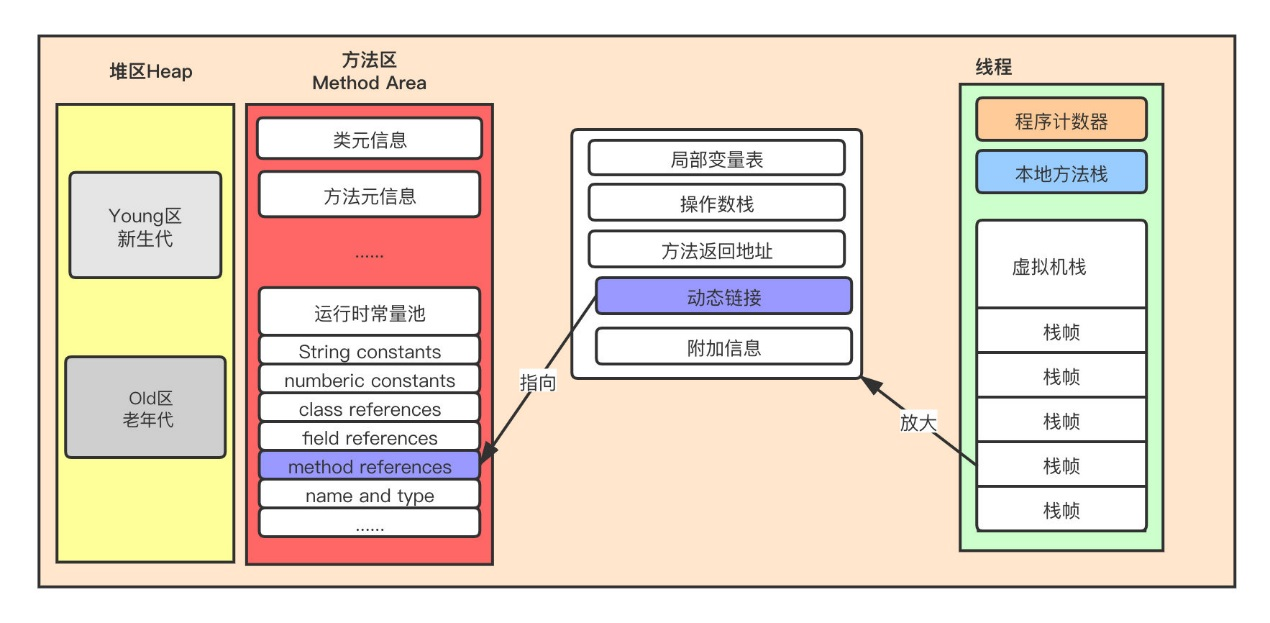 堆区Heap
Young区
新生代
Old区
老年代
方法区
Method Area
类元信息
方法元信息
......
运行时常量池
String constants
numberic constants
class references
field references
method references
name and type
......
指向
局部变量表
操作数栈
方法返回地址
动态链接
附加信息
放大
线程
程序计数器
本地方法栈
虚拟机栈
栈帧
栈帧
栈帧
栈帧
栈帧